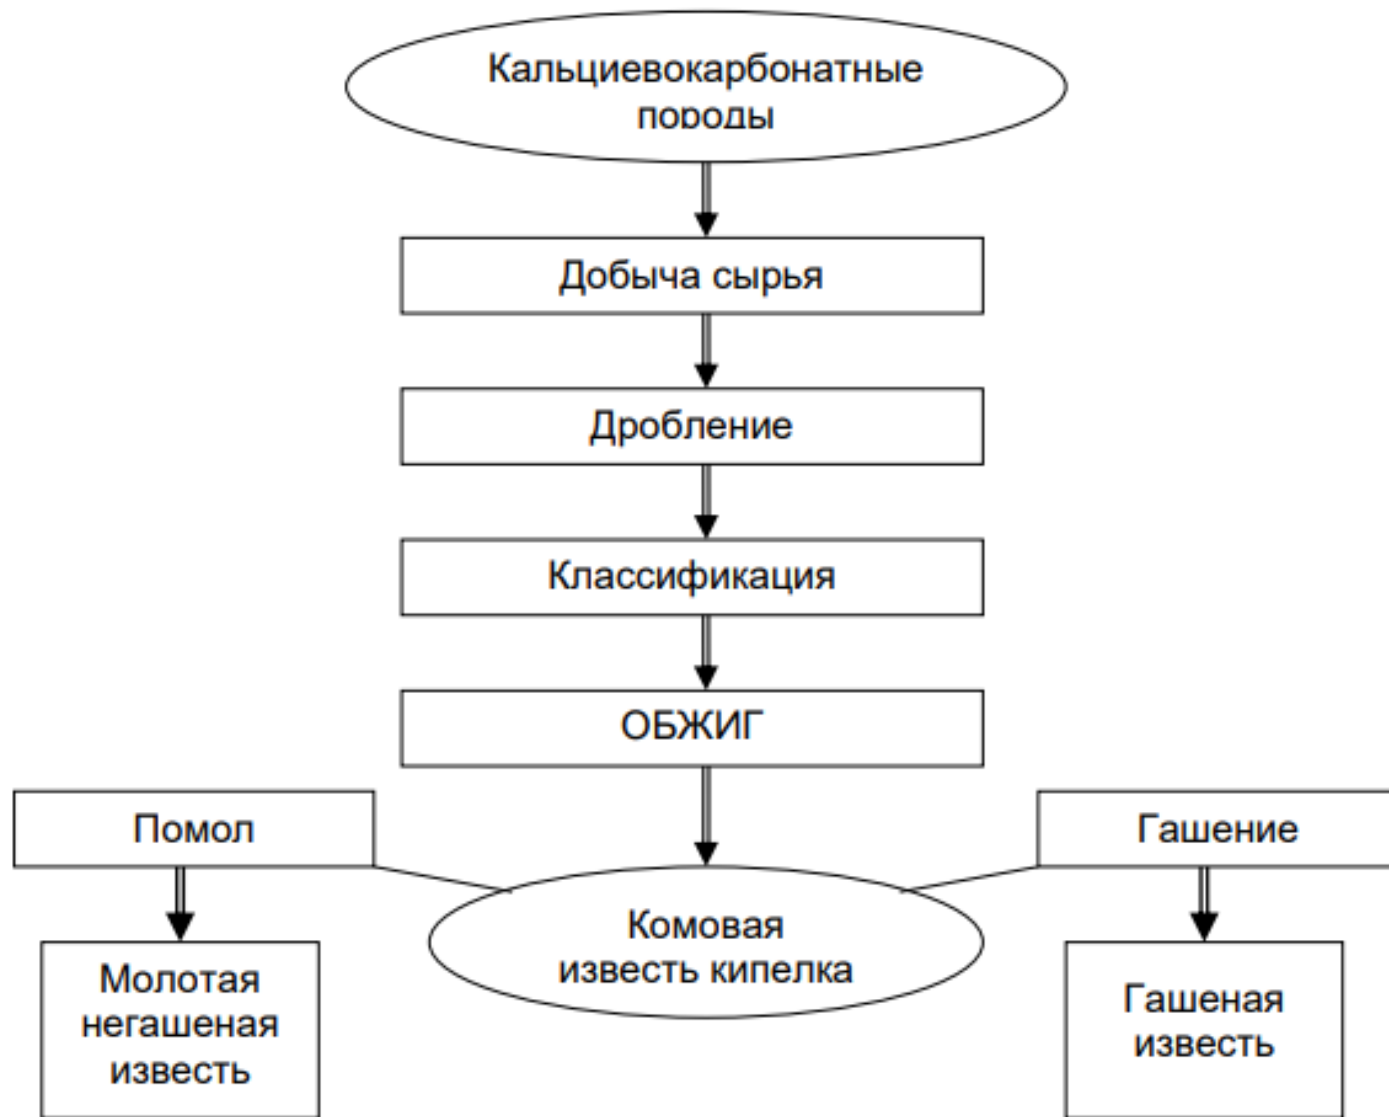 Кальциевокарбонатные
породы
Добыча сырья
Дробление
Классификация
ОБЖИГ
Помол
Гашение
Комовая
известь кипелка
Молотая
негашеная
известь
Гашеная
известь